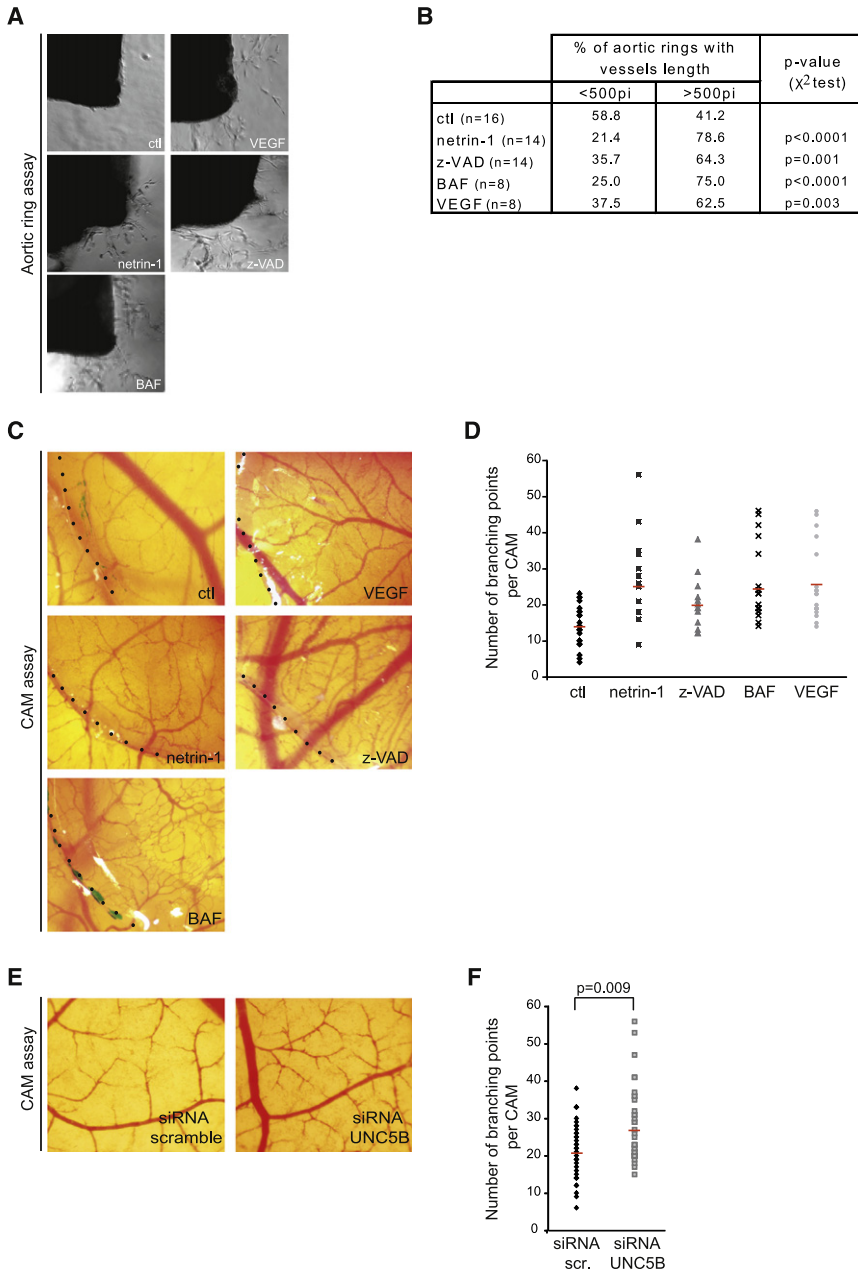 A
Aortic ring assay
ctl
VEGF
netrin-1
z-VAD
BAF
B
% of aortic rings with
vessels length
p-value
(χ2 test)
<500pi >500pi
ctl (n=16) 58.8 41.2
netrin-1 (n=14) 21.4 78.6 p<0.0001
z-VAD (n=14) 35.7 64.3 p=0.001
BAF (n=8) 25.0 75.0 p<0.0001
VEGF (n=8) 37.5 62.5 p=0.003
C
CAM assay
ctl
VEGF
netrin-1
z-VAD
BAF
D
Number of branching points
per CAM
60
50
40
30
20
10
0
ctl netrin-1 z-VAD BAF VEGF
E
CAM assay
siRNA
scramble
siRNA
UNC5B
F
p=0.009
Number of branching points
per CAM
60
50
40
30
20
10
0
siRNA
scr.
siRNA
UNC5B